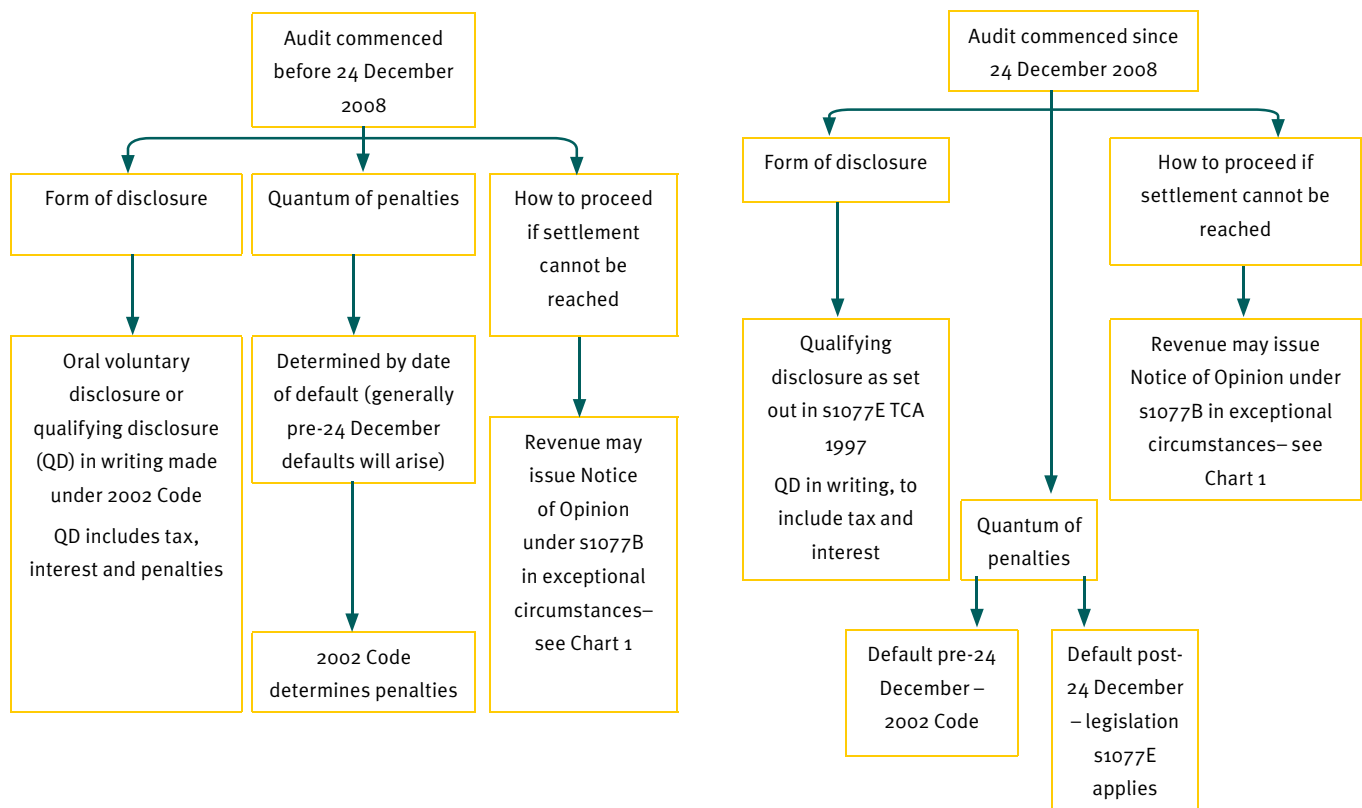 Audit commenced
before 24 December
2008
Form of disclosure
Quantum of penalties
How to proceed
if settlement
cannot be
reached
Oral voluntary
disclosure or
qualifying disclosure
(QD) in writing made
under 2002 Code
QD includes tax,
interest and penalties
Determined by date
of default (generally
pre-24 December
defaults will arise)
2002 Code
determines penalties
Revenue may
issue Notice
of Opinion
under s1077B
in exceptional
circumstances–
see Chart 1
Audit commenced since
24 December 2008
Form of disclosure
How to proceed if
settlement cannot be
reached
Qualifying
disclosure as set
out in s1077E TCA
1997
QD in writing, to
include tax and
interest
Quantum of
penalties
Revenue may issue
Notice of Opinion under
s1077B in exceptional
circumstances– see
Chart 1
Default pre-24
December –
2002 Code
Default post-
24 December
– legislation
s1077E
applies